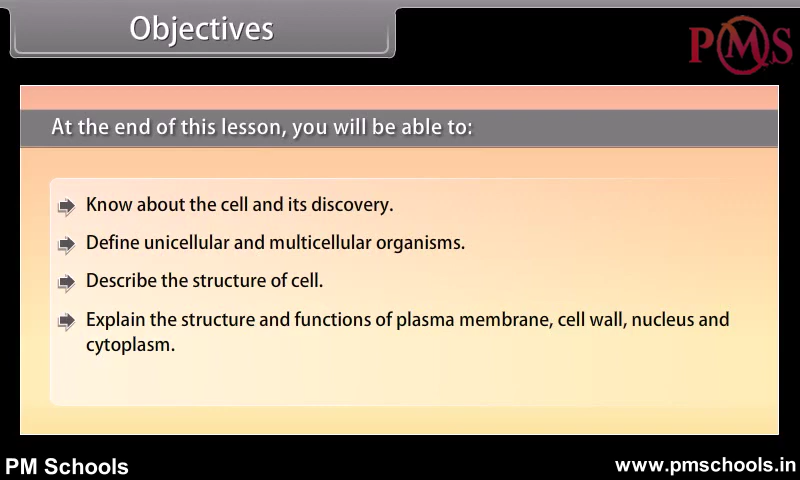 Objectives
PMS
At the end of this lesson, you will be able to:
Know about the cell and its discovery.
Define unicellular and multicellular organisms.
Describe the structure of cell.
Explain the structure and functions of plasma membrane, cell wall, nucleus and
cytoplasm.
PM Schools
www.pmschools.in